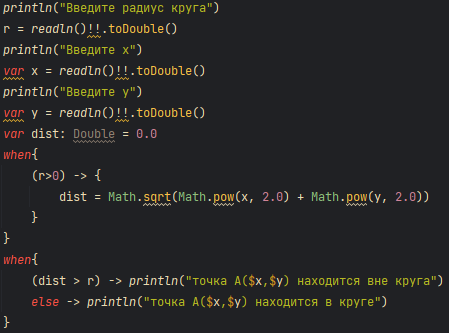 println("Введите радиус круга")
r = readln()!!.toDouble()
println("Введите x")
var x = readln()!!.toDouble()
println("Введите y")
var y = readln()!!.toDouble()
var dist: Double = 0.0
when{
    (r>0) -> {
        dist = Math.sqrt(Math.pow(x, 2.0) + Math.pow(y, 2.0))
    }
}
when{
    (dist > r) -> println("точка A($x,$y) находится вне круга")
    else -> println("точка A($x,$y) находится в круге")
}